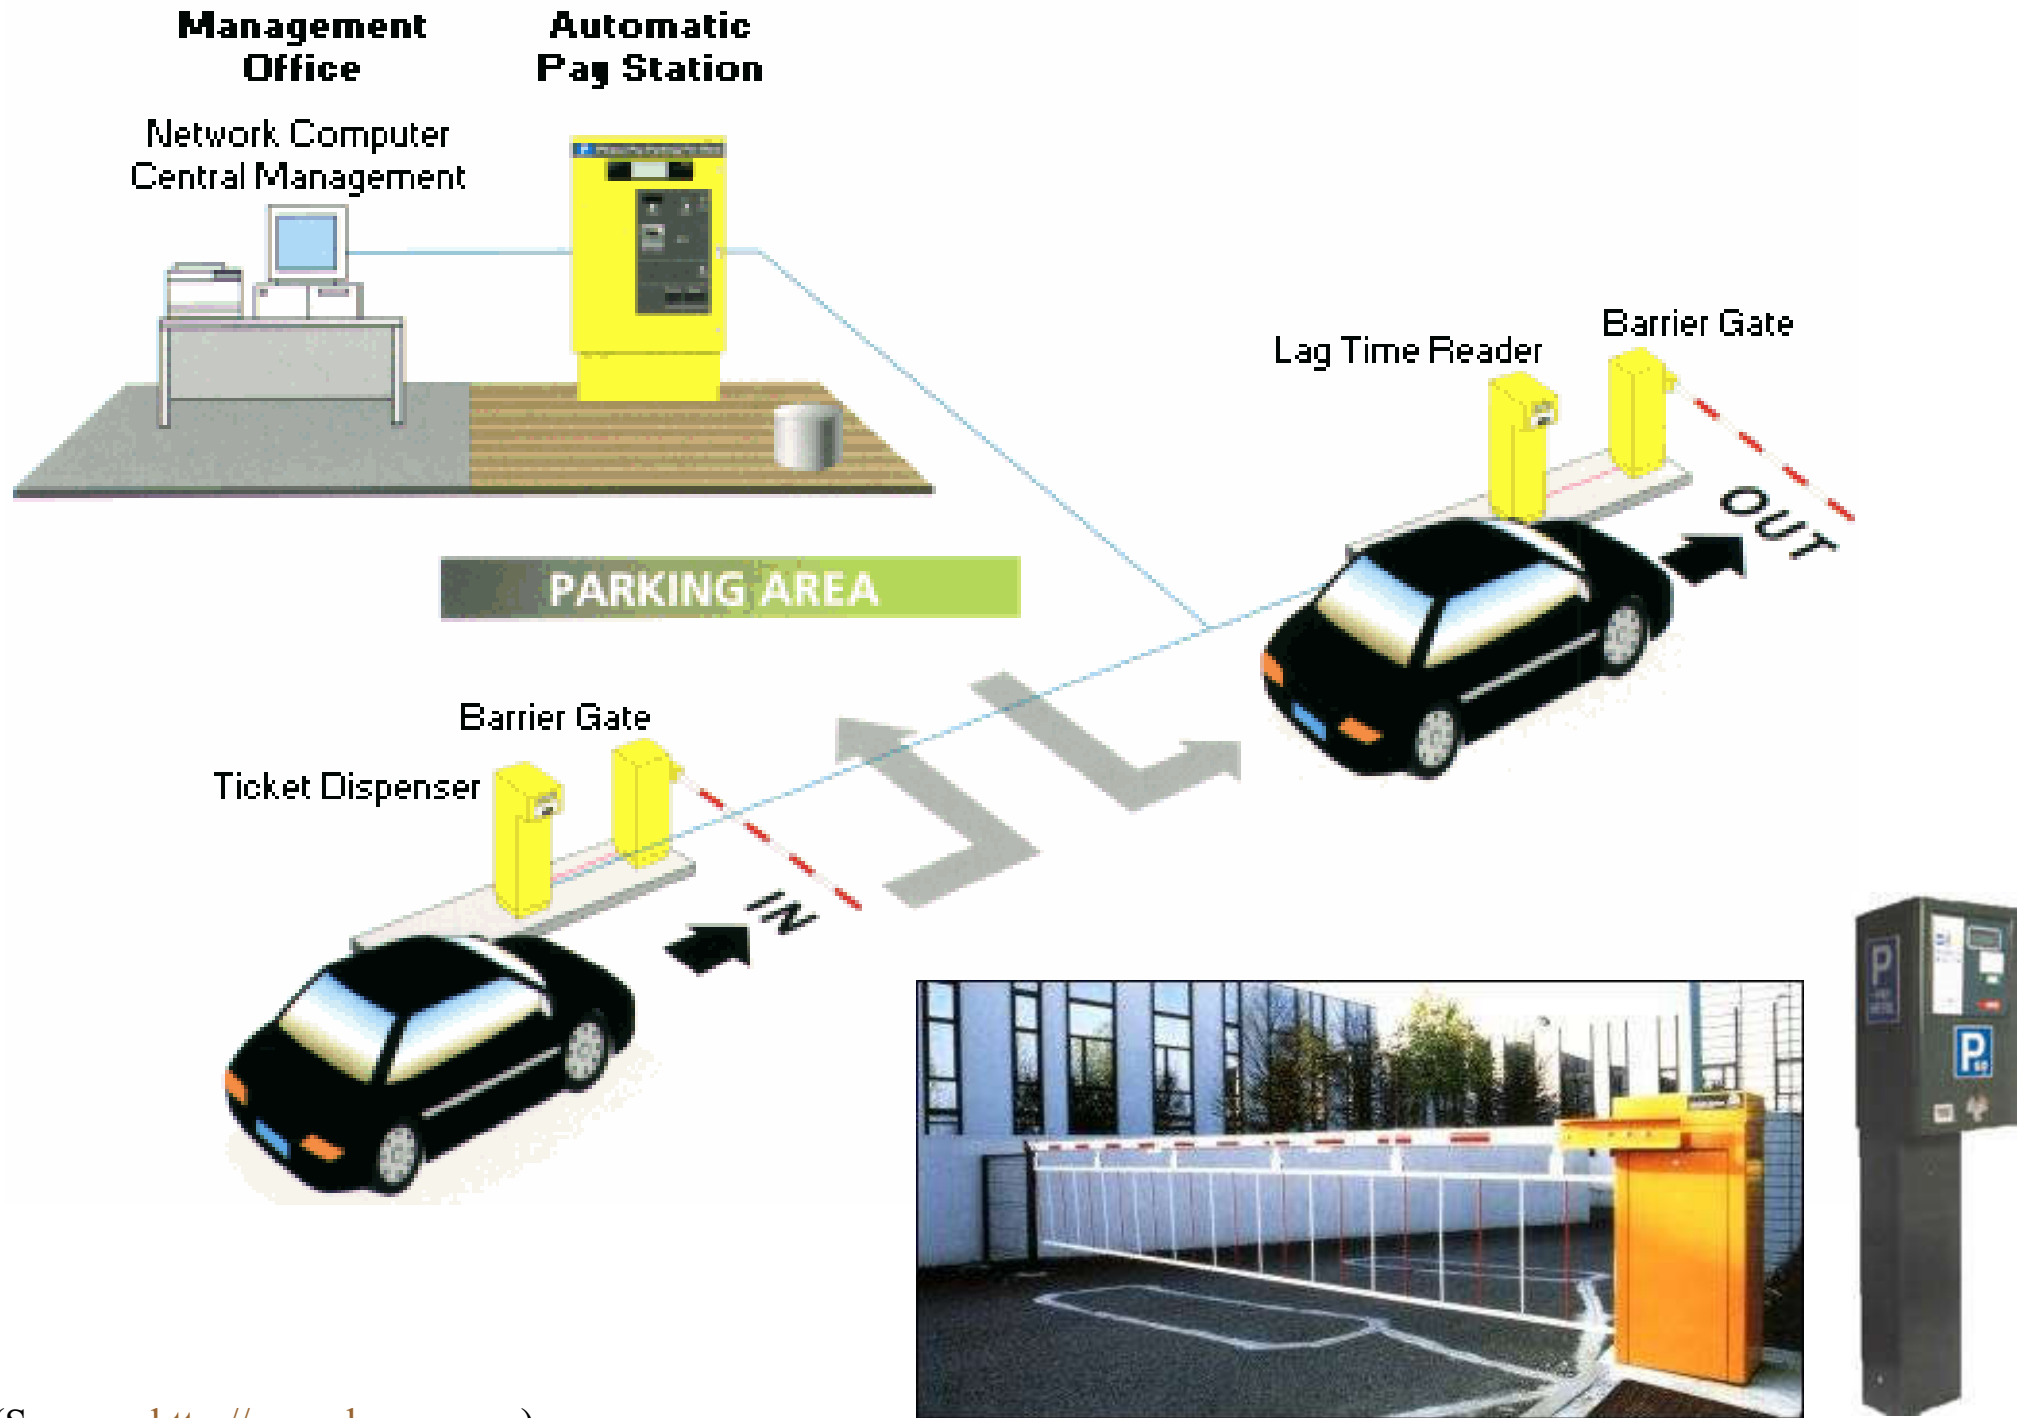 Management
Office
Automatic
Pay Station
Network Computer
Central Management
Lag Time Reader
Barrier Gate
PARKING AREA
OUT
Barrier Gate
Ticket Dispenser
IN
P
P